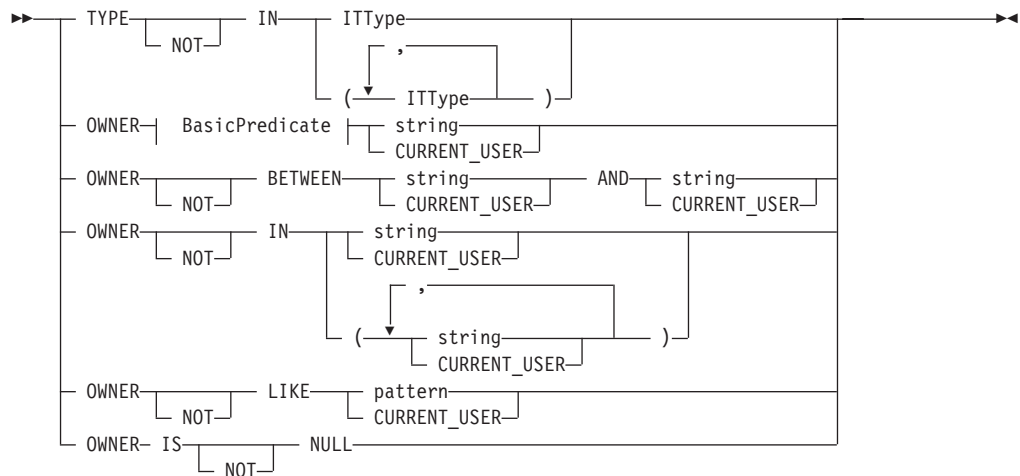 TYPE IN ITType
NOT ,
( ITType )
OWNER BasicPredicate string
CURRENT_USER
OWNER BETWEEN string AND string
NOT CURRENT_USER CURRENT_USER
OWNER IN string
NOT CURRENT_USER
,
( string )
CURRENT_USER
OWNER LIKE pattern
NOT CURRENT_USER
OWNER IS NULL
NOT